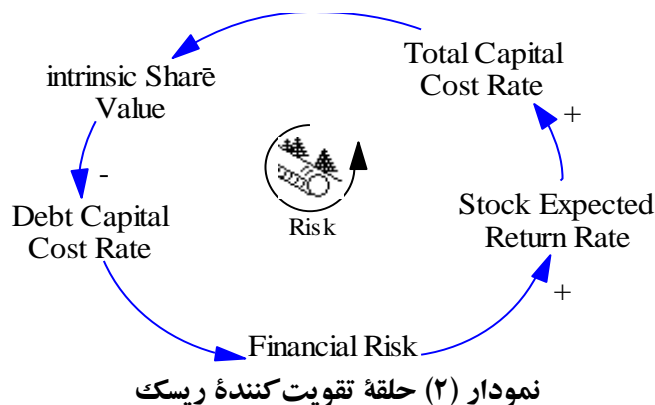 Total Capital
Cost Rate
+
intrinsic Share
-
Value
-
Debt Capital
Cost Rate
Risk
Stock Expected
Return Rate
+
Financial Risk
نمودار (۲) حلقهٔ تقویت‌کنندهٔ ریسک